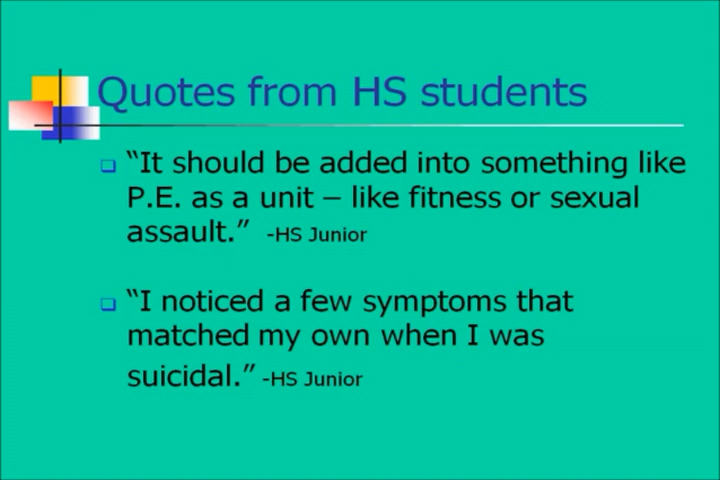 Quotes from HS students
“It should be added into something like
P.E. as a unit – like fitness or sexual
assault.” -HS Junior
“I noticed a few symptoms that
matched my own when I was
suicidal.” -HS Junior